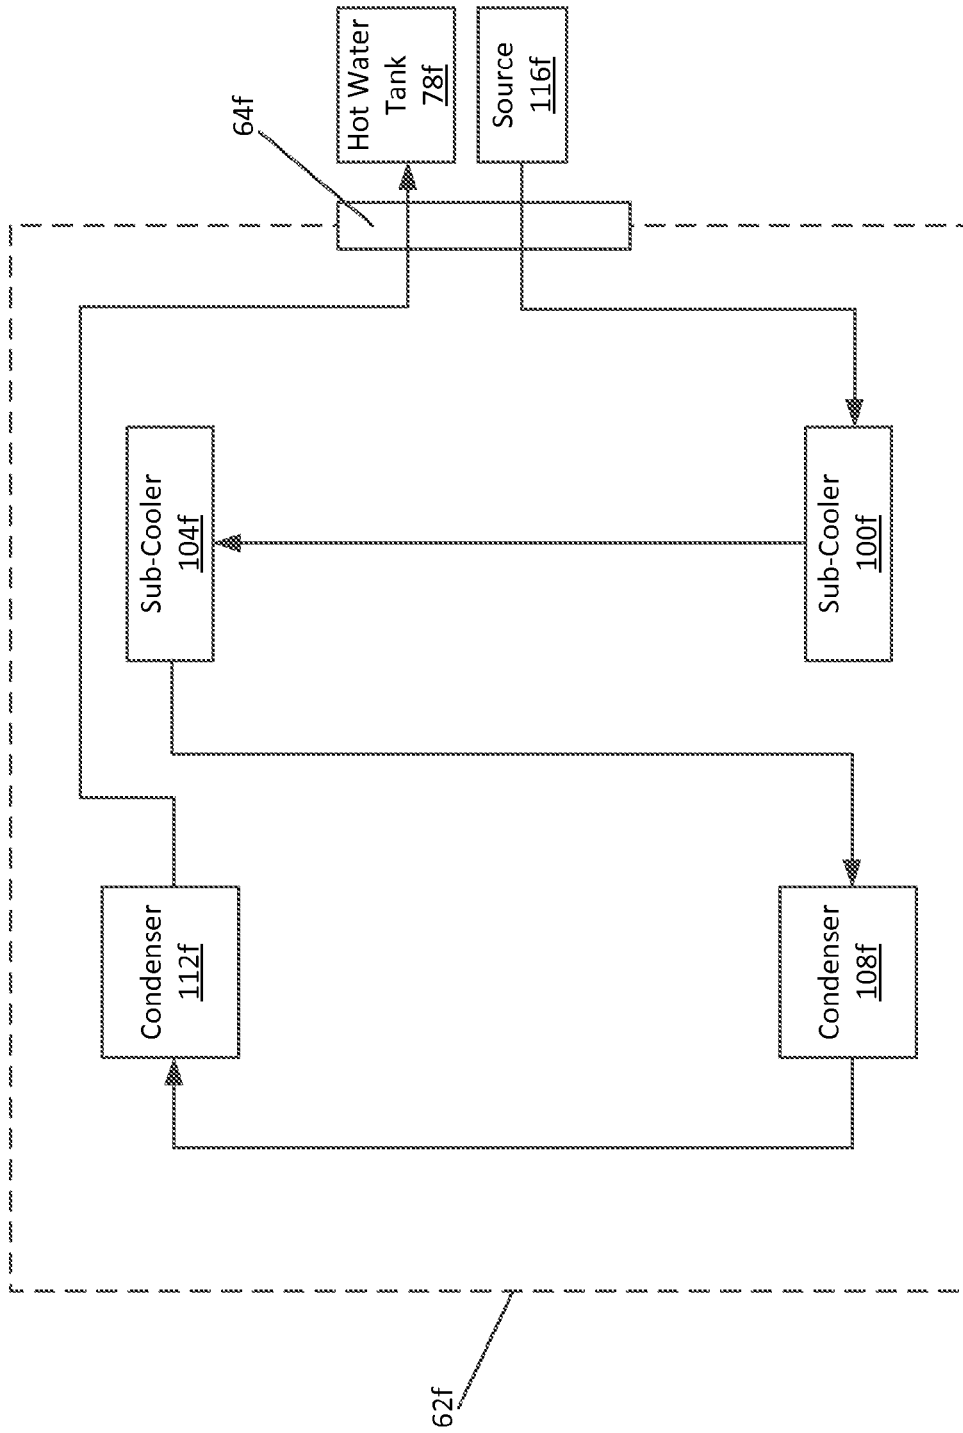 62f
Condenser
112f
Condenser
108f
Sub-Cooler
104f
Sub-Cooler
100f
64f
Hot Water
Tank
78f
Source
116f